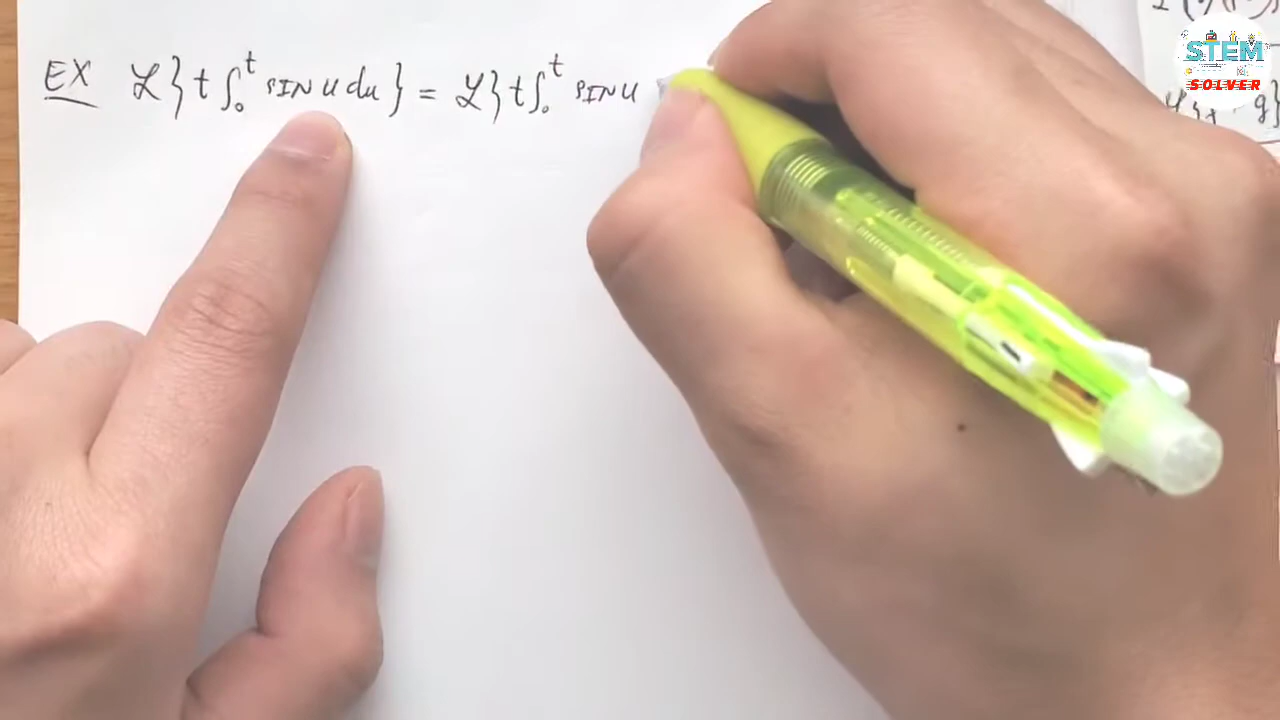 EX ℒ{t∫₀ᵗ SIN u du} = ℒ{t∫₀ᵗ SIN u
STEM
SOLVER